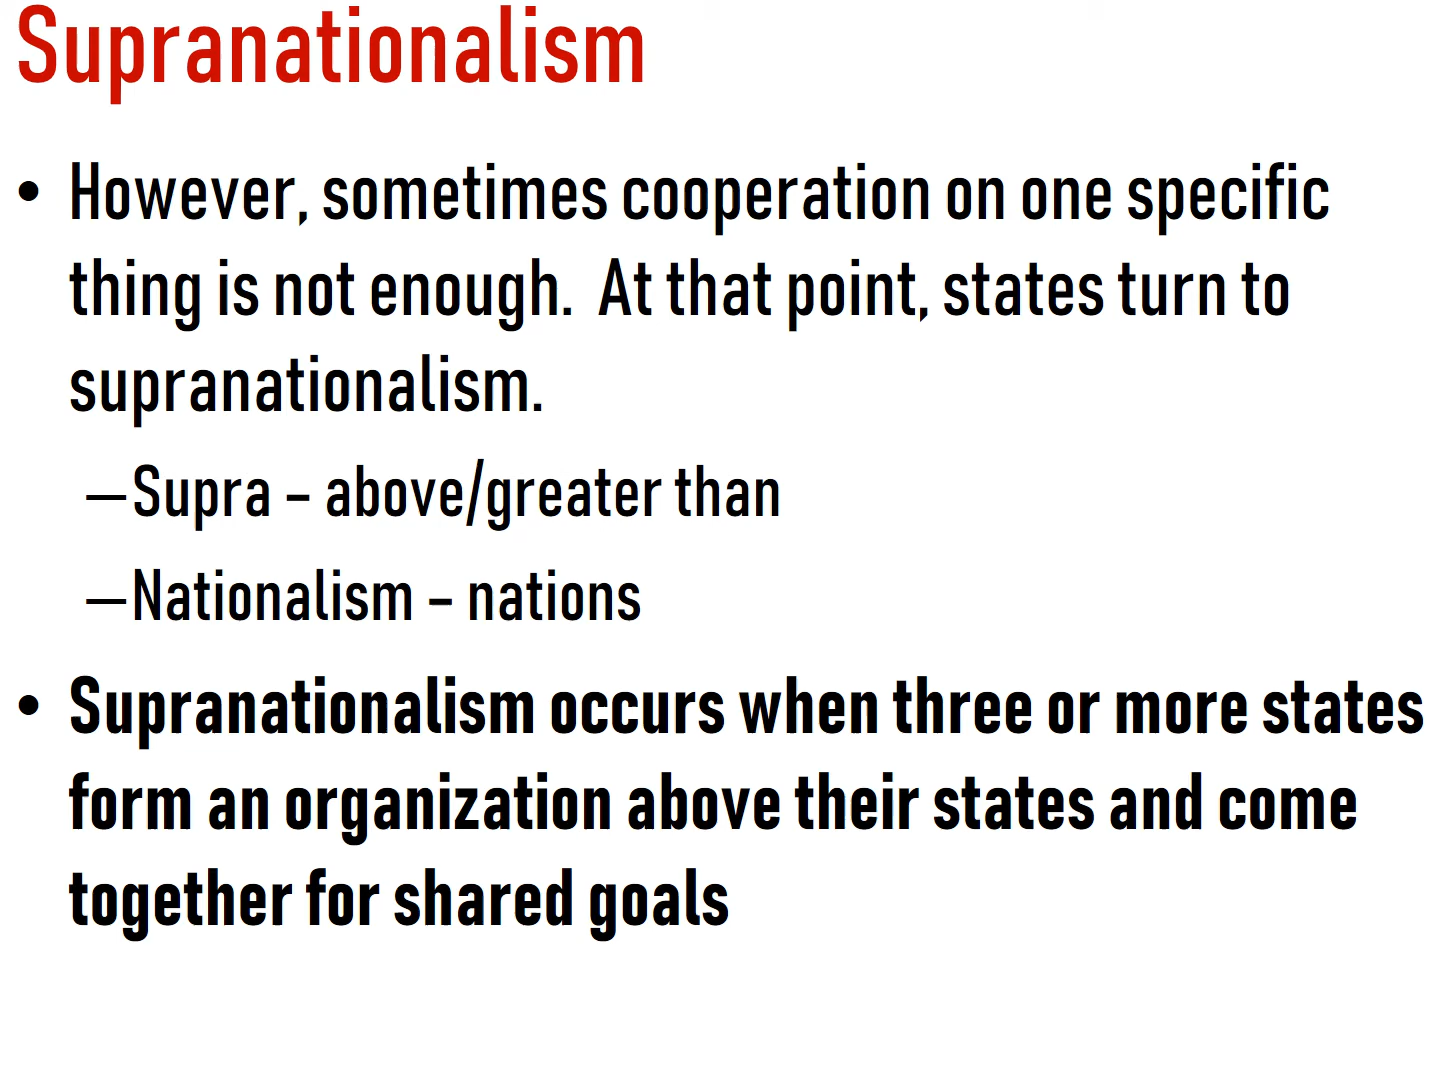 Supranationalism
• However, sometimes cooperation on one specific
thing is not enough.  At that point, states turn to
supranationalism.
—Supra – above/greater than
—Nationalism – nations
• Supranationalism occurs when three or more states
form an organization above their states and come
together for shared goals